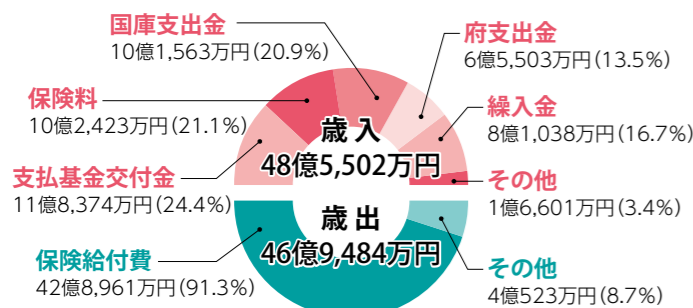 国庫支出金
10億1,563万円(20.9%)
府支出金
6億5,503万円(13.5%)
保険料
10億2,423万円(21.1%)
繰入金
8億1,038万円(16.7%)
歳入
48億5,502万円
支払基金交付金
11億8,374万円(24.4%)
その他
1億6,601万円(3.4%)
歳出
46億9,484万円
保険給付費
42億8,961万円(91.3%)
その他
4億523万円(8.7%)